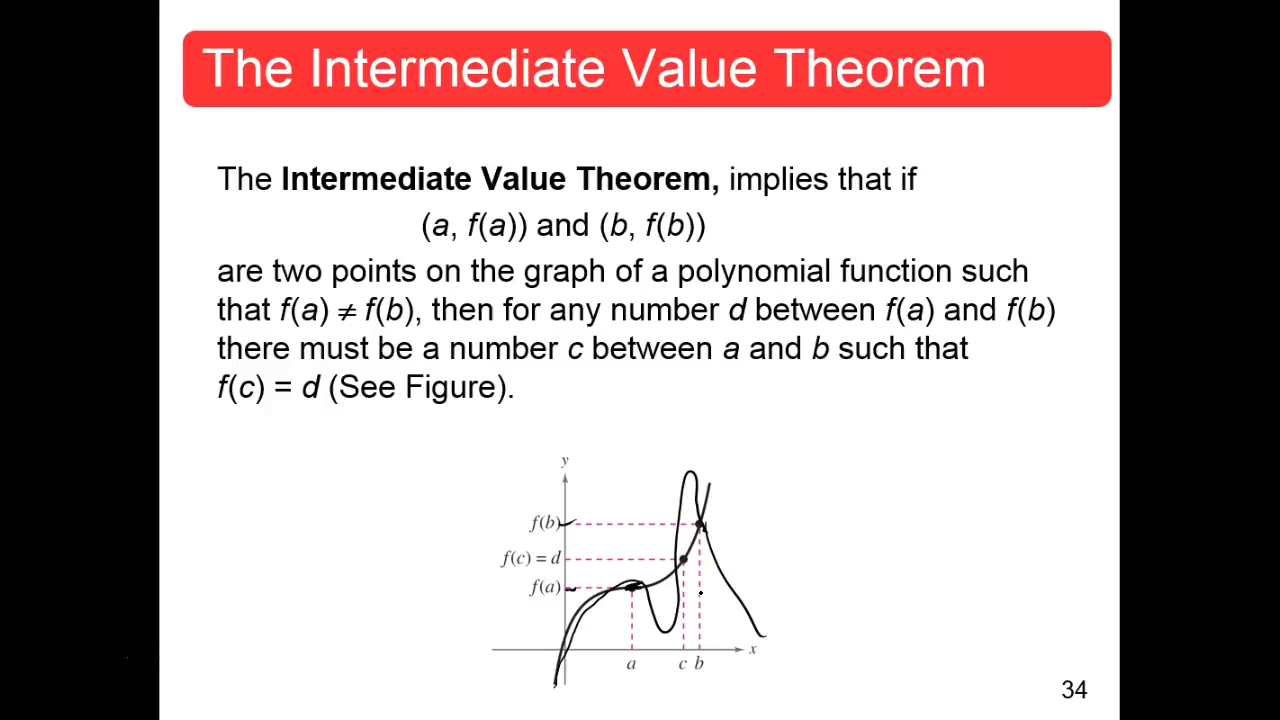 The Intermediate Value Theorem
The Intermediate Value Theorem, implies that if
(a, f(a)) and (b, f(b))
are two points on the graph of a polynomial function such
that f(a) ≠ f(b), then for any number d between f(a) and f(b)
there must be a number c between a and b such that
f(c) = d (See Figure).
y
f(b)
f(c) = d
f(a)
x
a c b
34